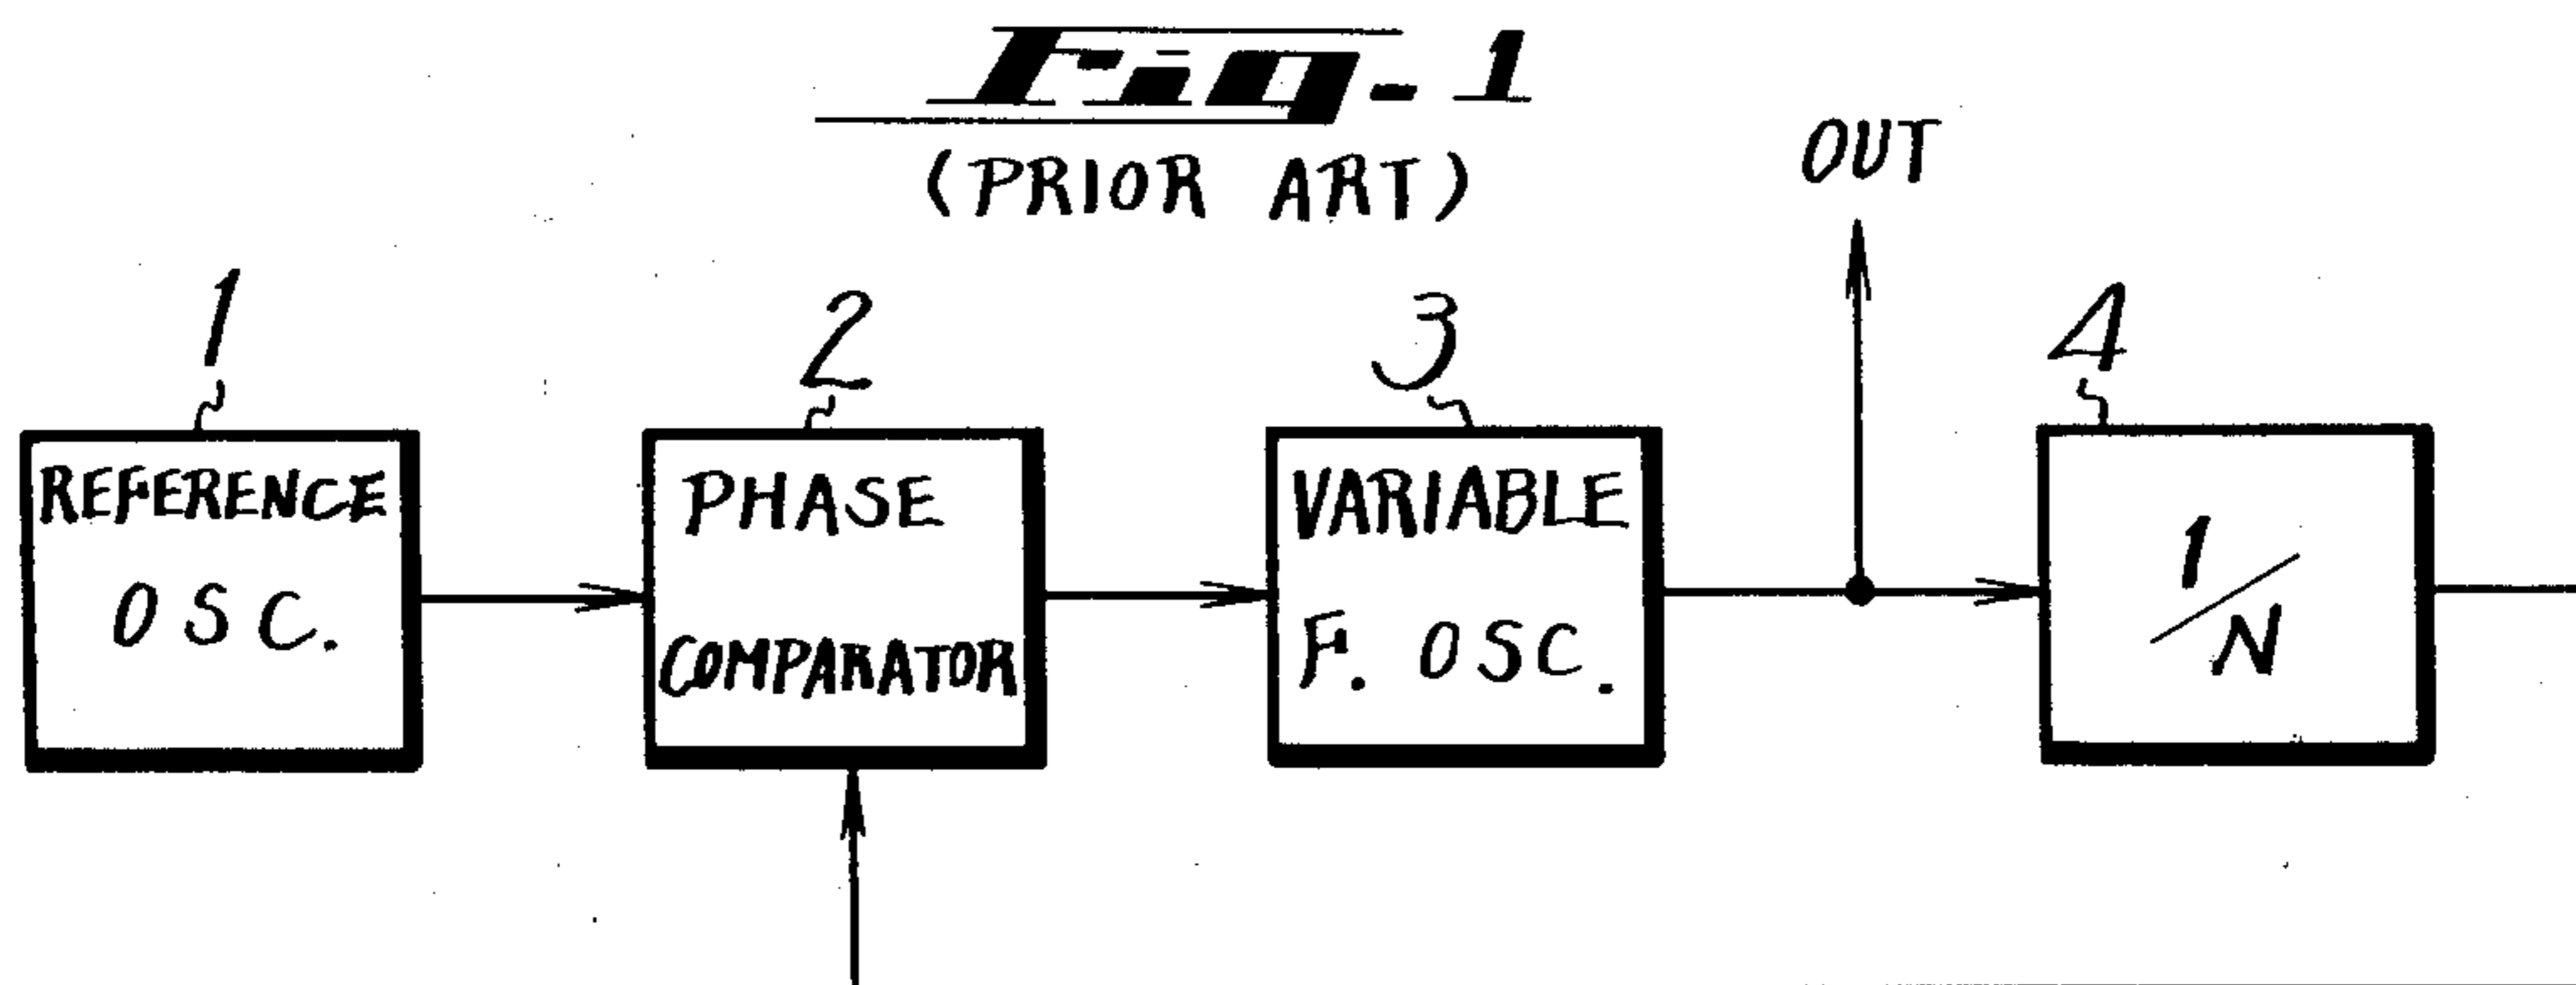 Fig-1
(PRIOR ART)
OUT
1
2
3
4
REFERENCE
OSC.
PHASE
COMPARATOR
VARIABLE
F. OSC.
1/N